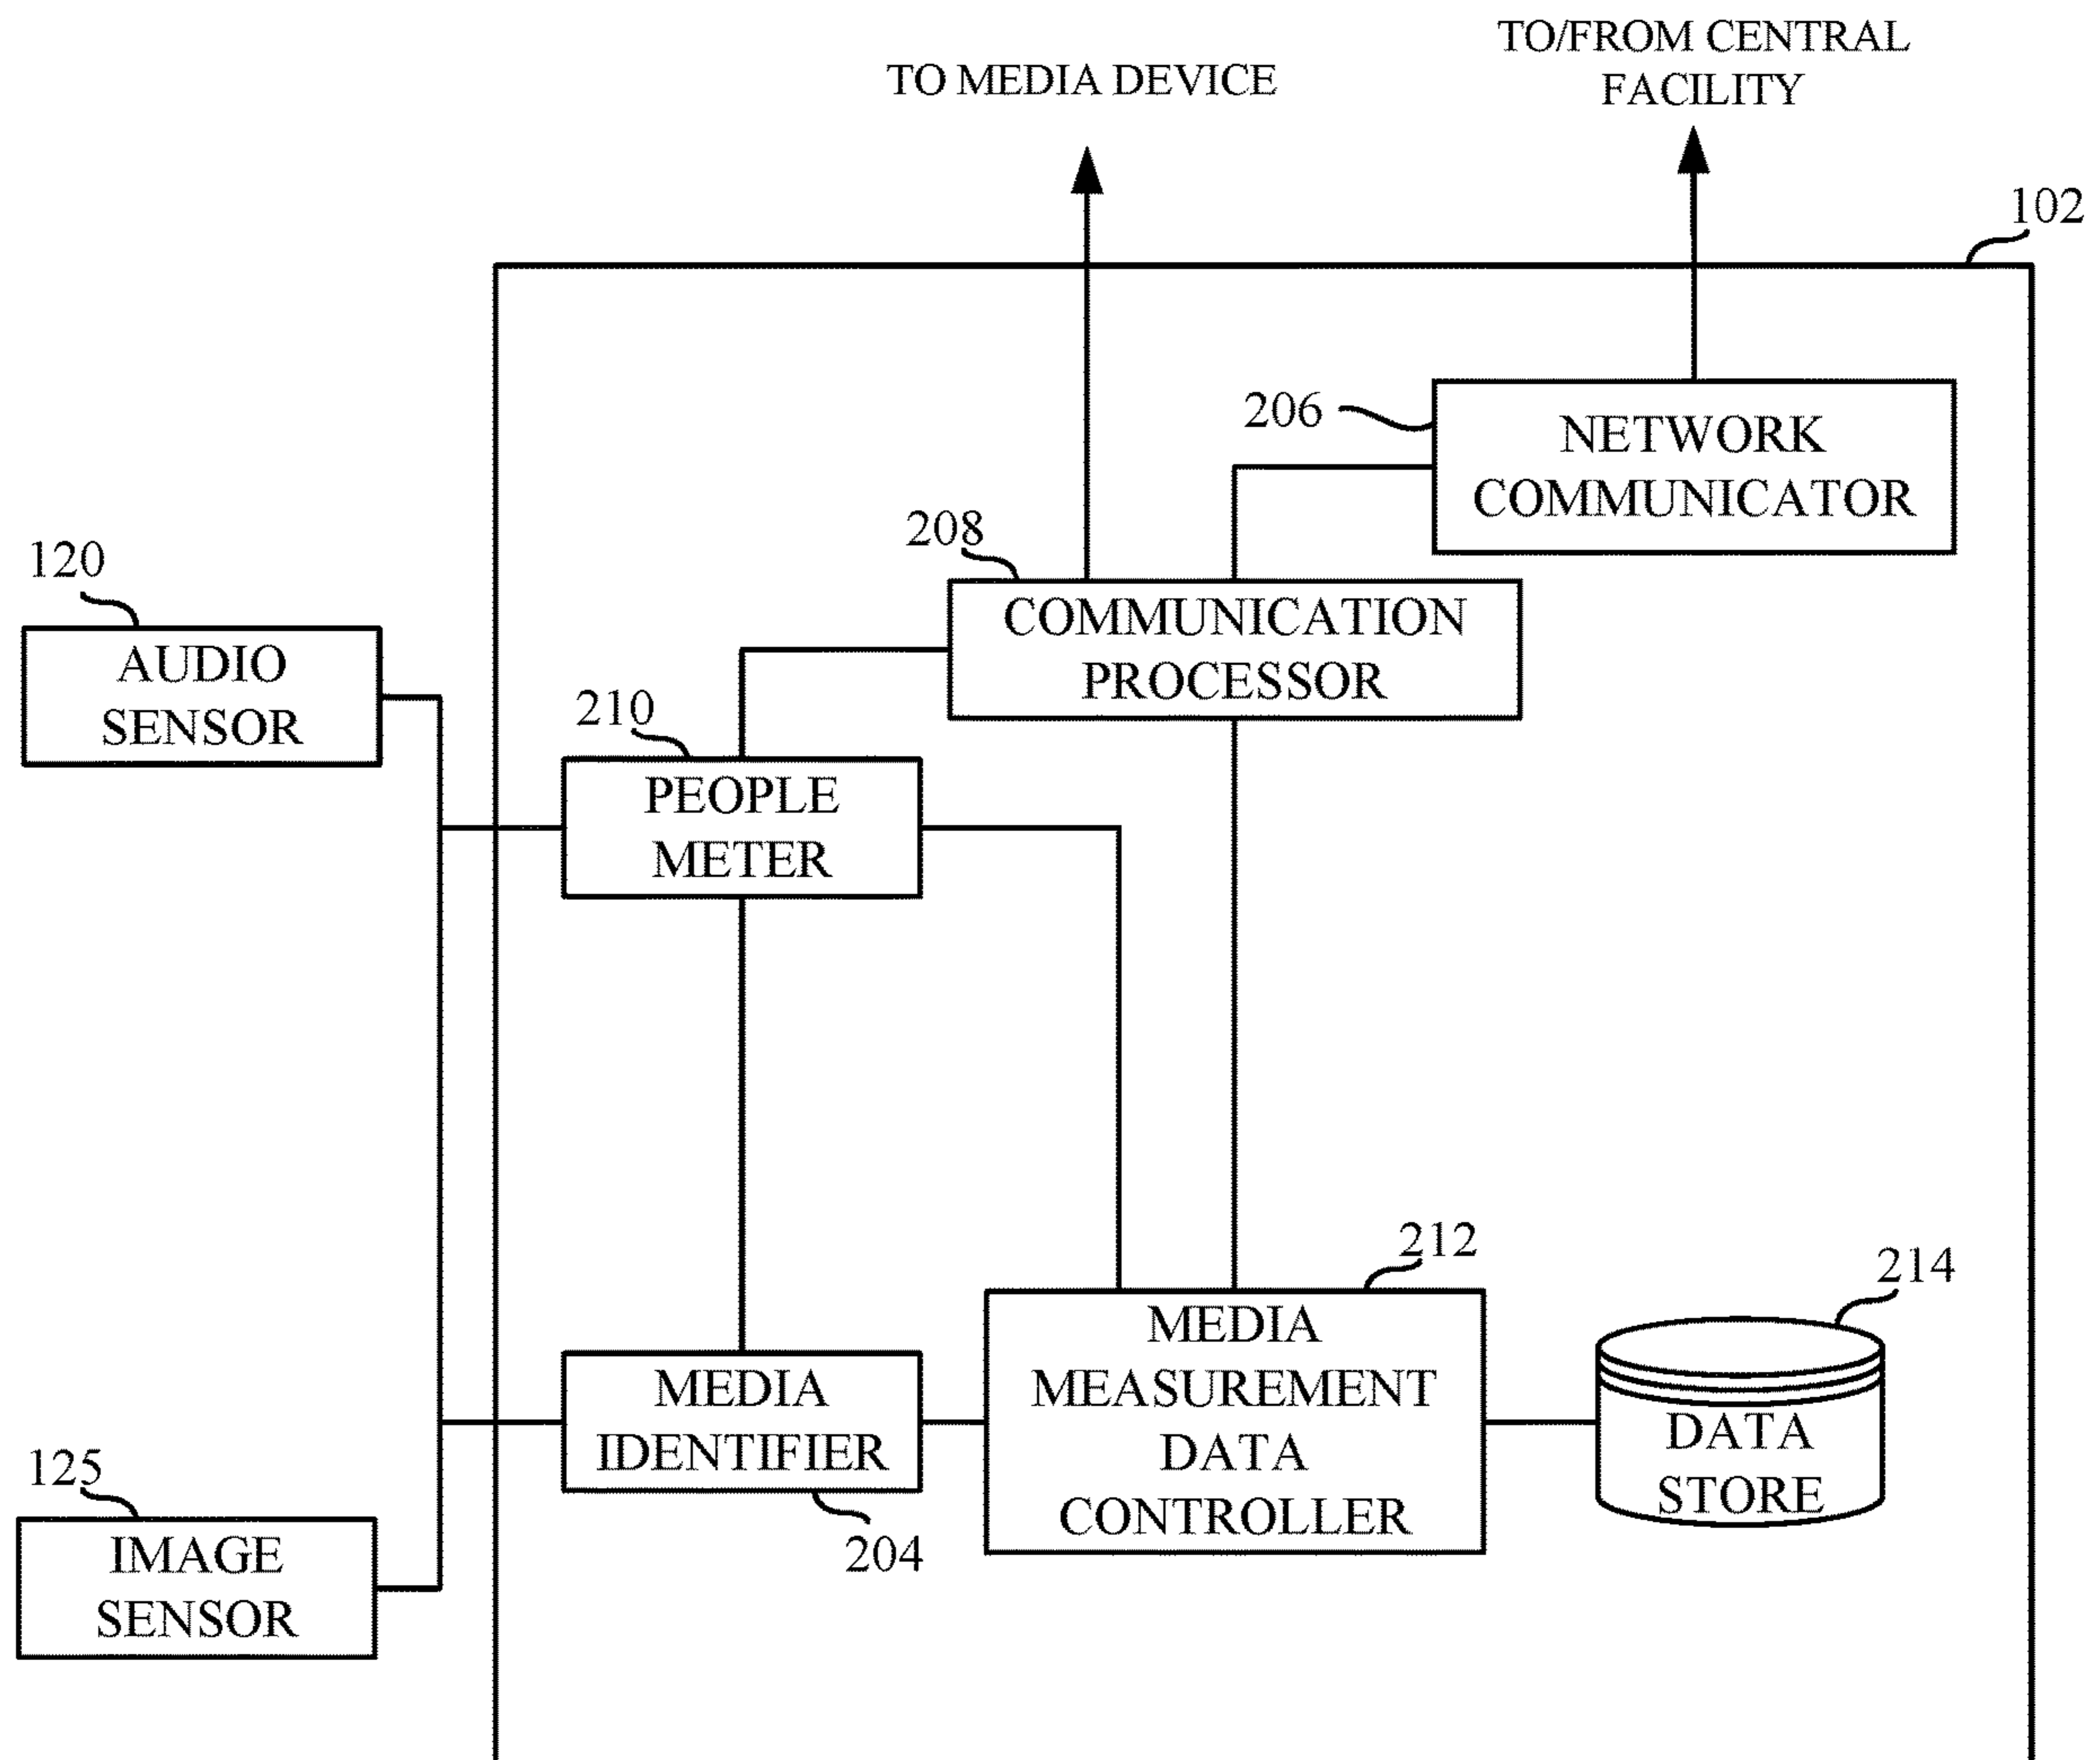 TO/FROM CENTRAL
FACILITY
TO MEDIA DEVICE
102
206
NETWORK
COMMUNICATOR
208
COMMUNICATION
PROCESSOR
120
AUDIO
SENSOR
210
PEOPLE
METER
212
MEDIA
MEASUREMENT
DATA
CONTROLLER
214
DATA
STORE
MEDIA
IDENTIFIER
204
125
IMAGE
SENSOR